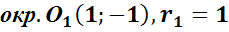 окр. O₁(1; −1), r₁ = 1